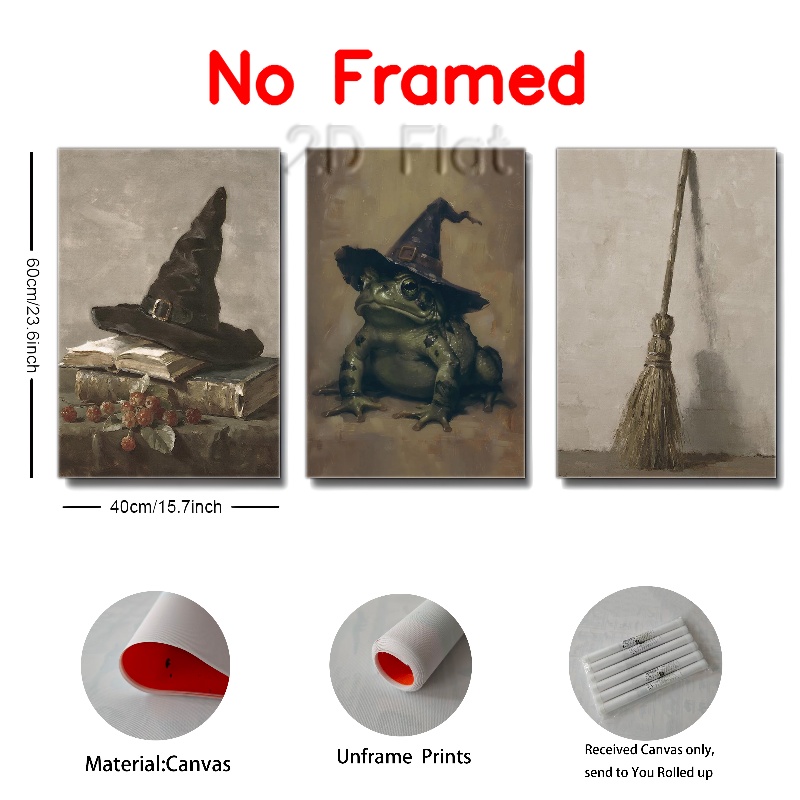 No Framed
2D Flat
60cm/23.6inch
40cm/15.7inch
Material:Canvas
Unframe Prints
Received Canvas only,
send to You Rolled up